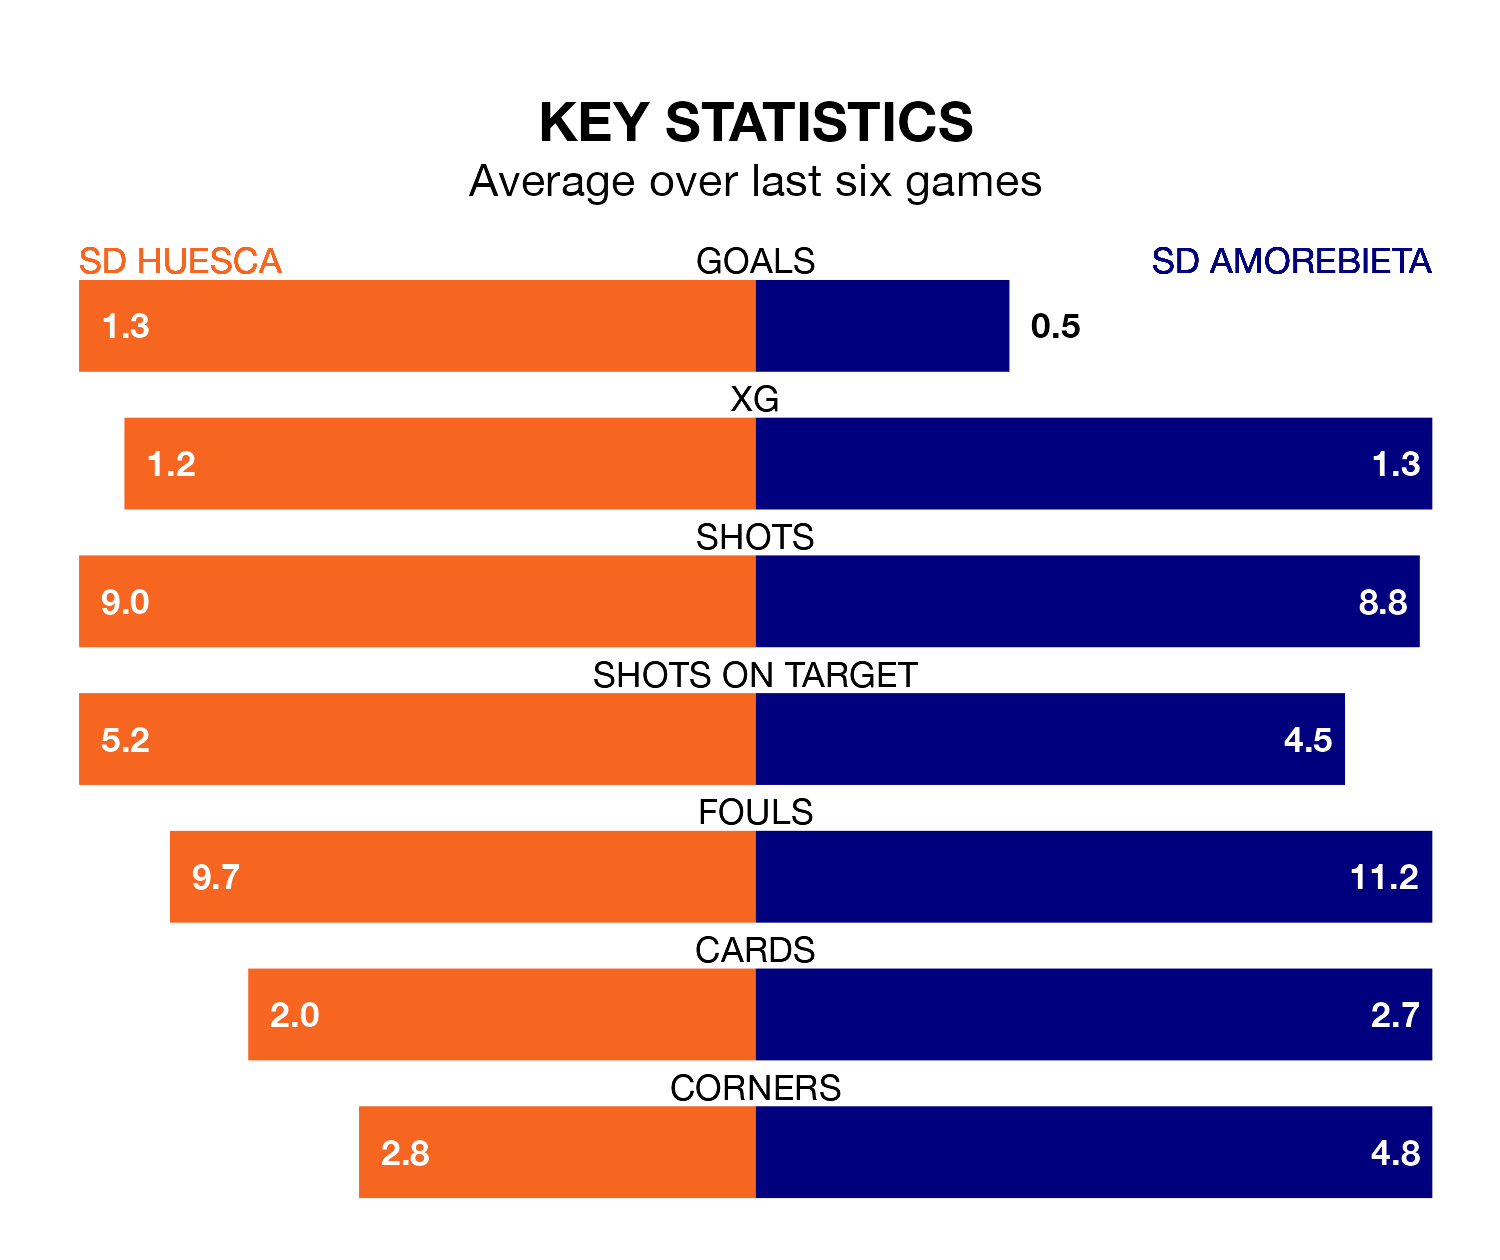 KEY STATISTICS
Average over last six games
SD HUESCA GOALS SD AMOREBIETA
1.3 0.5
XG
1.2 1.3
SHOTS
9.0 8.8
SHOTS ON TARGET
5.2 4.5
FOULS
9.7 11.2
CARDS
2.0 2.7
CORNERS
2.8 4.8